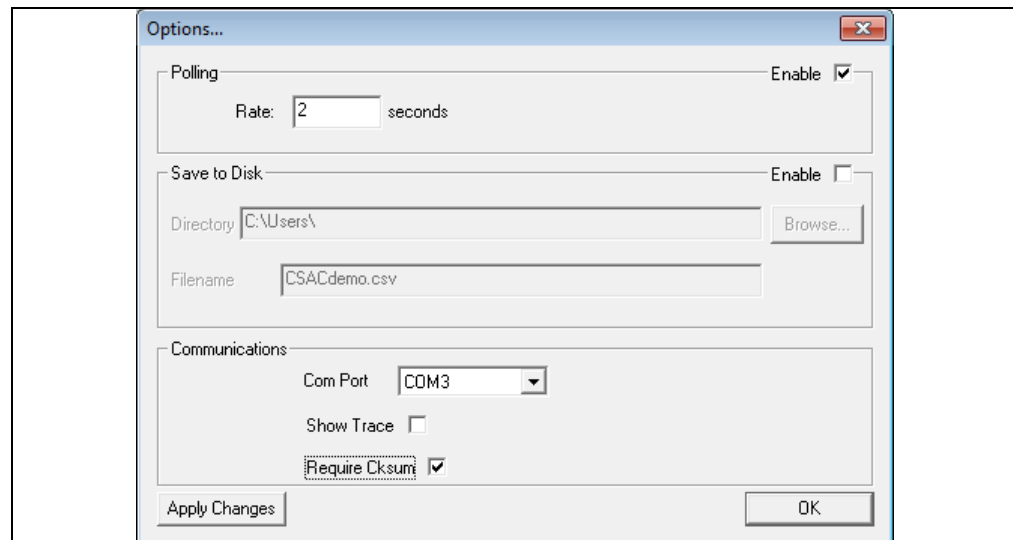 Options...
Polling
Enable
Rate: 2 seconds
Save to Disk
Enable
Directory C:\Users\ Browse...
Filename CSACdemo.csv
Communications
Com Port COM3
Show Trace
Require Cksum
Apply Changes OK